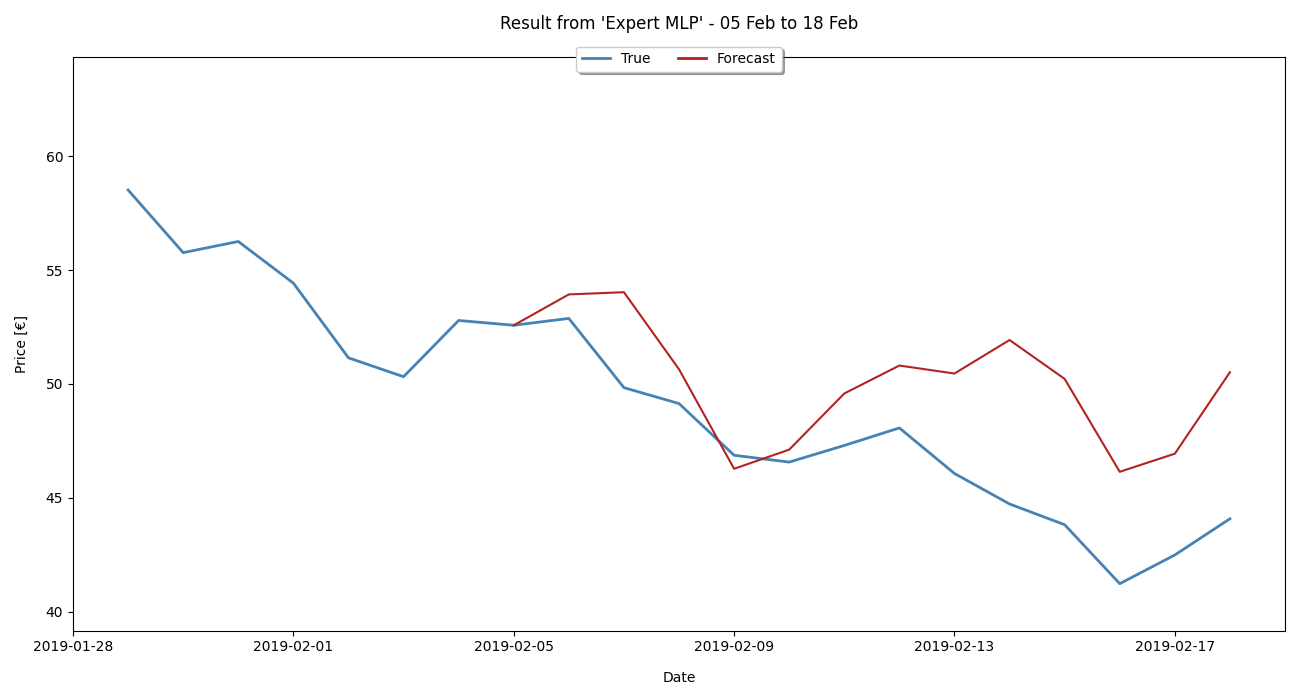 Result from 'Expert MLP' - 05 Feb to 18 Feb
True Forecast
60
55
50
45
40
Price [€]
2019-01-28 2019-02-01 2019-02-05 2019-02-09 2019-02-13 2019-02-17
Date